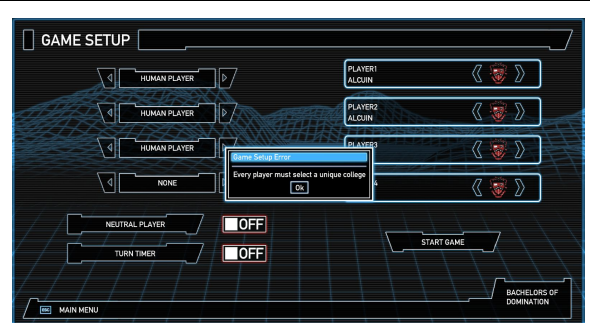 GAME SETUP
HUMAN PLAYER
PLAYER1
ALCUIN
HUMAN PLAYER
PLAYER2
ALCUIN
HUMAN PLAYER
PLAYER3
Game Setup Error
Every player must select a unique college
Ok
NONE
4
NEUTRAL PLAYER
OFF
TURN TIMER
OFF
START GAME
ESC MAIN MENU
BACHELORS OF
DOMINATION